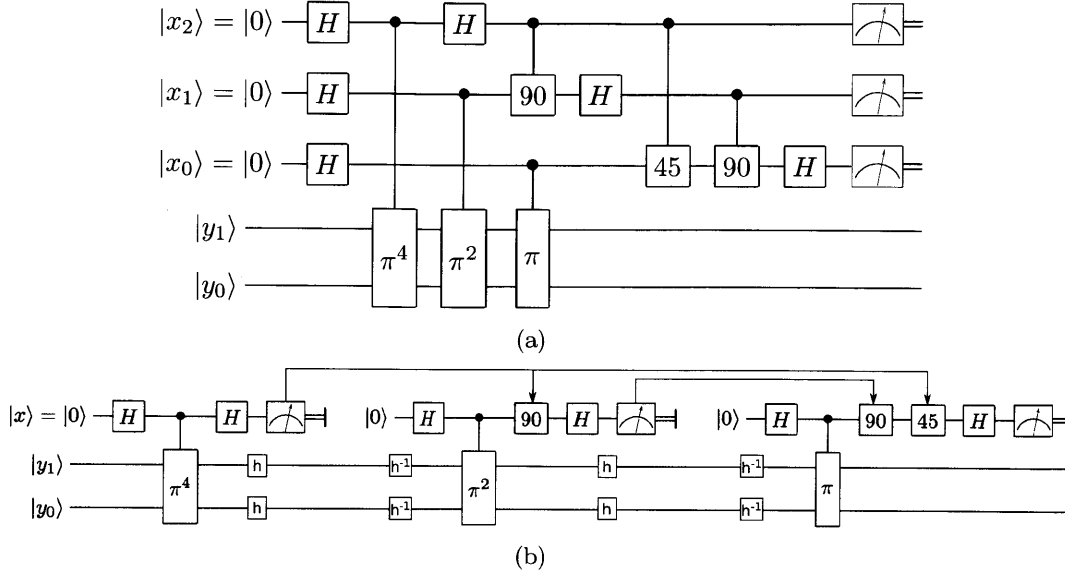 |x₂⟩ = |0⟩ H H
|x₁⟩ = |0⟩ H 90 H
|x₀⟩ = |0⟩ H 45 90 H
|y₁⟩
π⁴ π² π
|y₀⟩
(a)
|x⟩ = |0⟩ H H |0⟩ H 90 H |0⟩ H 90 45 H
|y₁⟩ h h⁻¹ h h⁻¹
π⁴ π² π
|y₀⟩ h h⁻¹ h h⁻¹
(b)